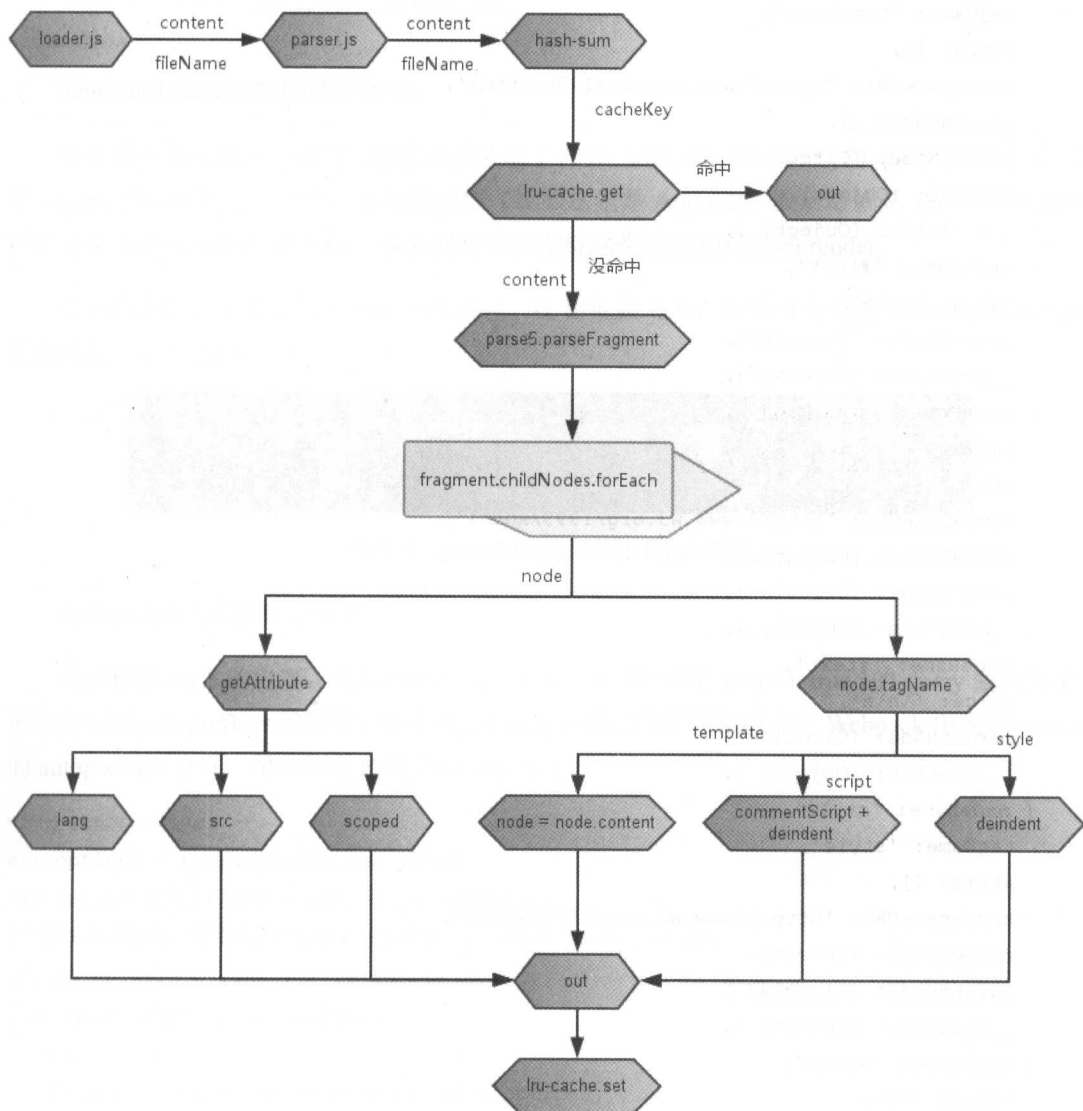 content
content
loader.js
parser.js
hash-sum
fileName
fileName
cacheKey
命中
lru-cache.get
out
没命中
content
parse5.parseFragment
fragment.childNodes.forEach
node
getAttribute
node.tagName
template
style
script
lang
src
scoped
node = node.content
commentScript +
deindent
deindent
out
lru-cache.set